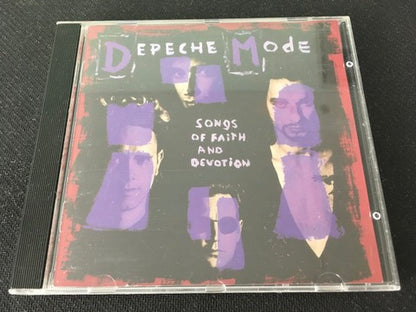 DEPECHE MODE
SONGS
OF FAITH
AND
DEVOTION